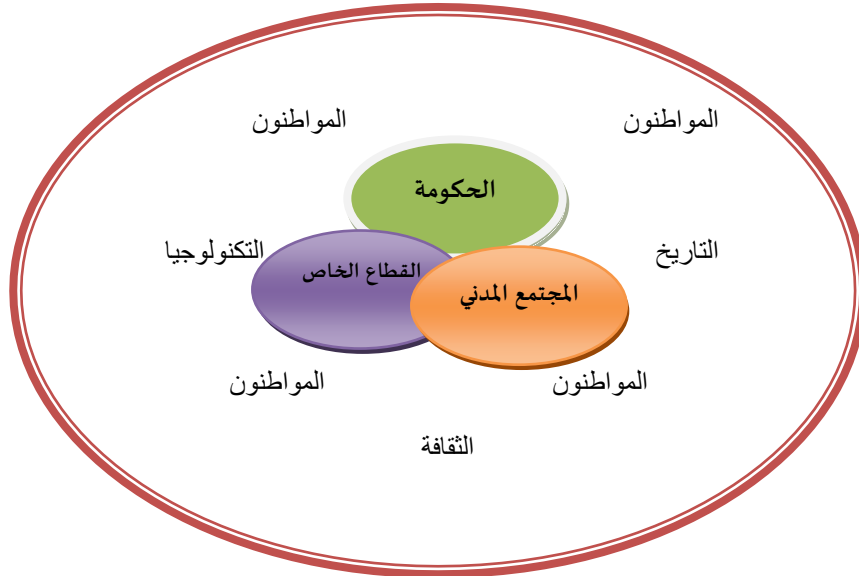 المواطنون
المواطنون
الحكومة
التاريخ
التكنولوجيا
القطاع الخاص
المجتمع المدني
المواطنون
المواطنون
الثقافة